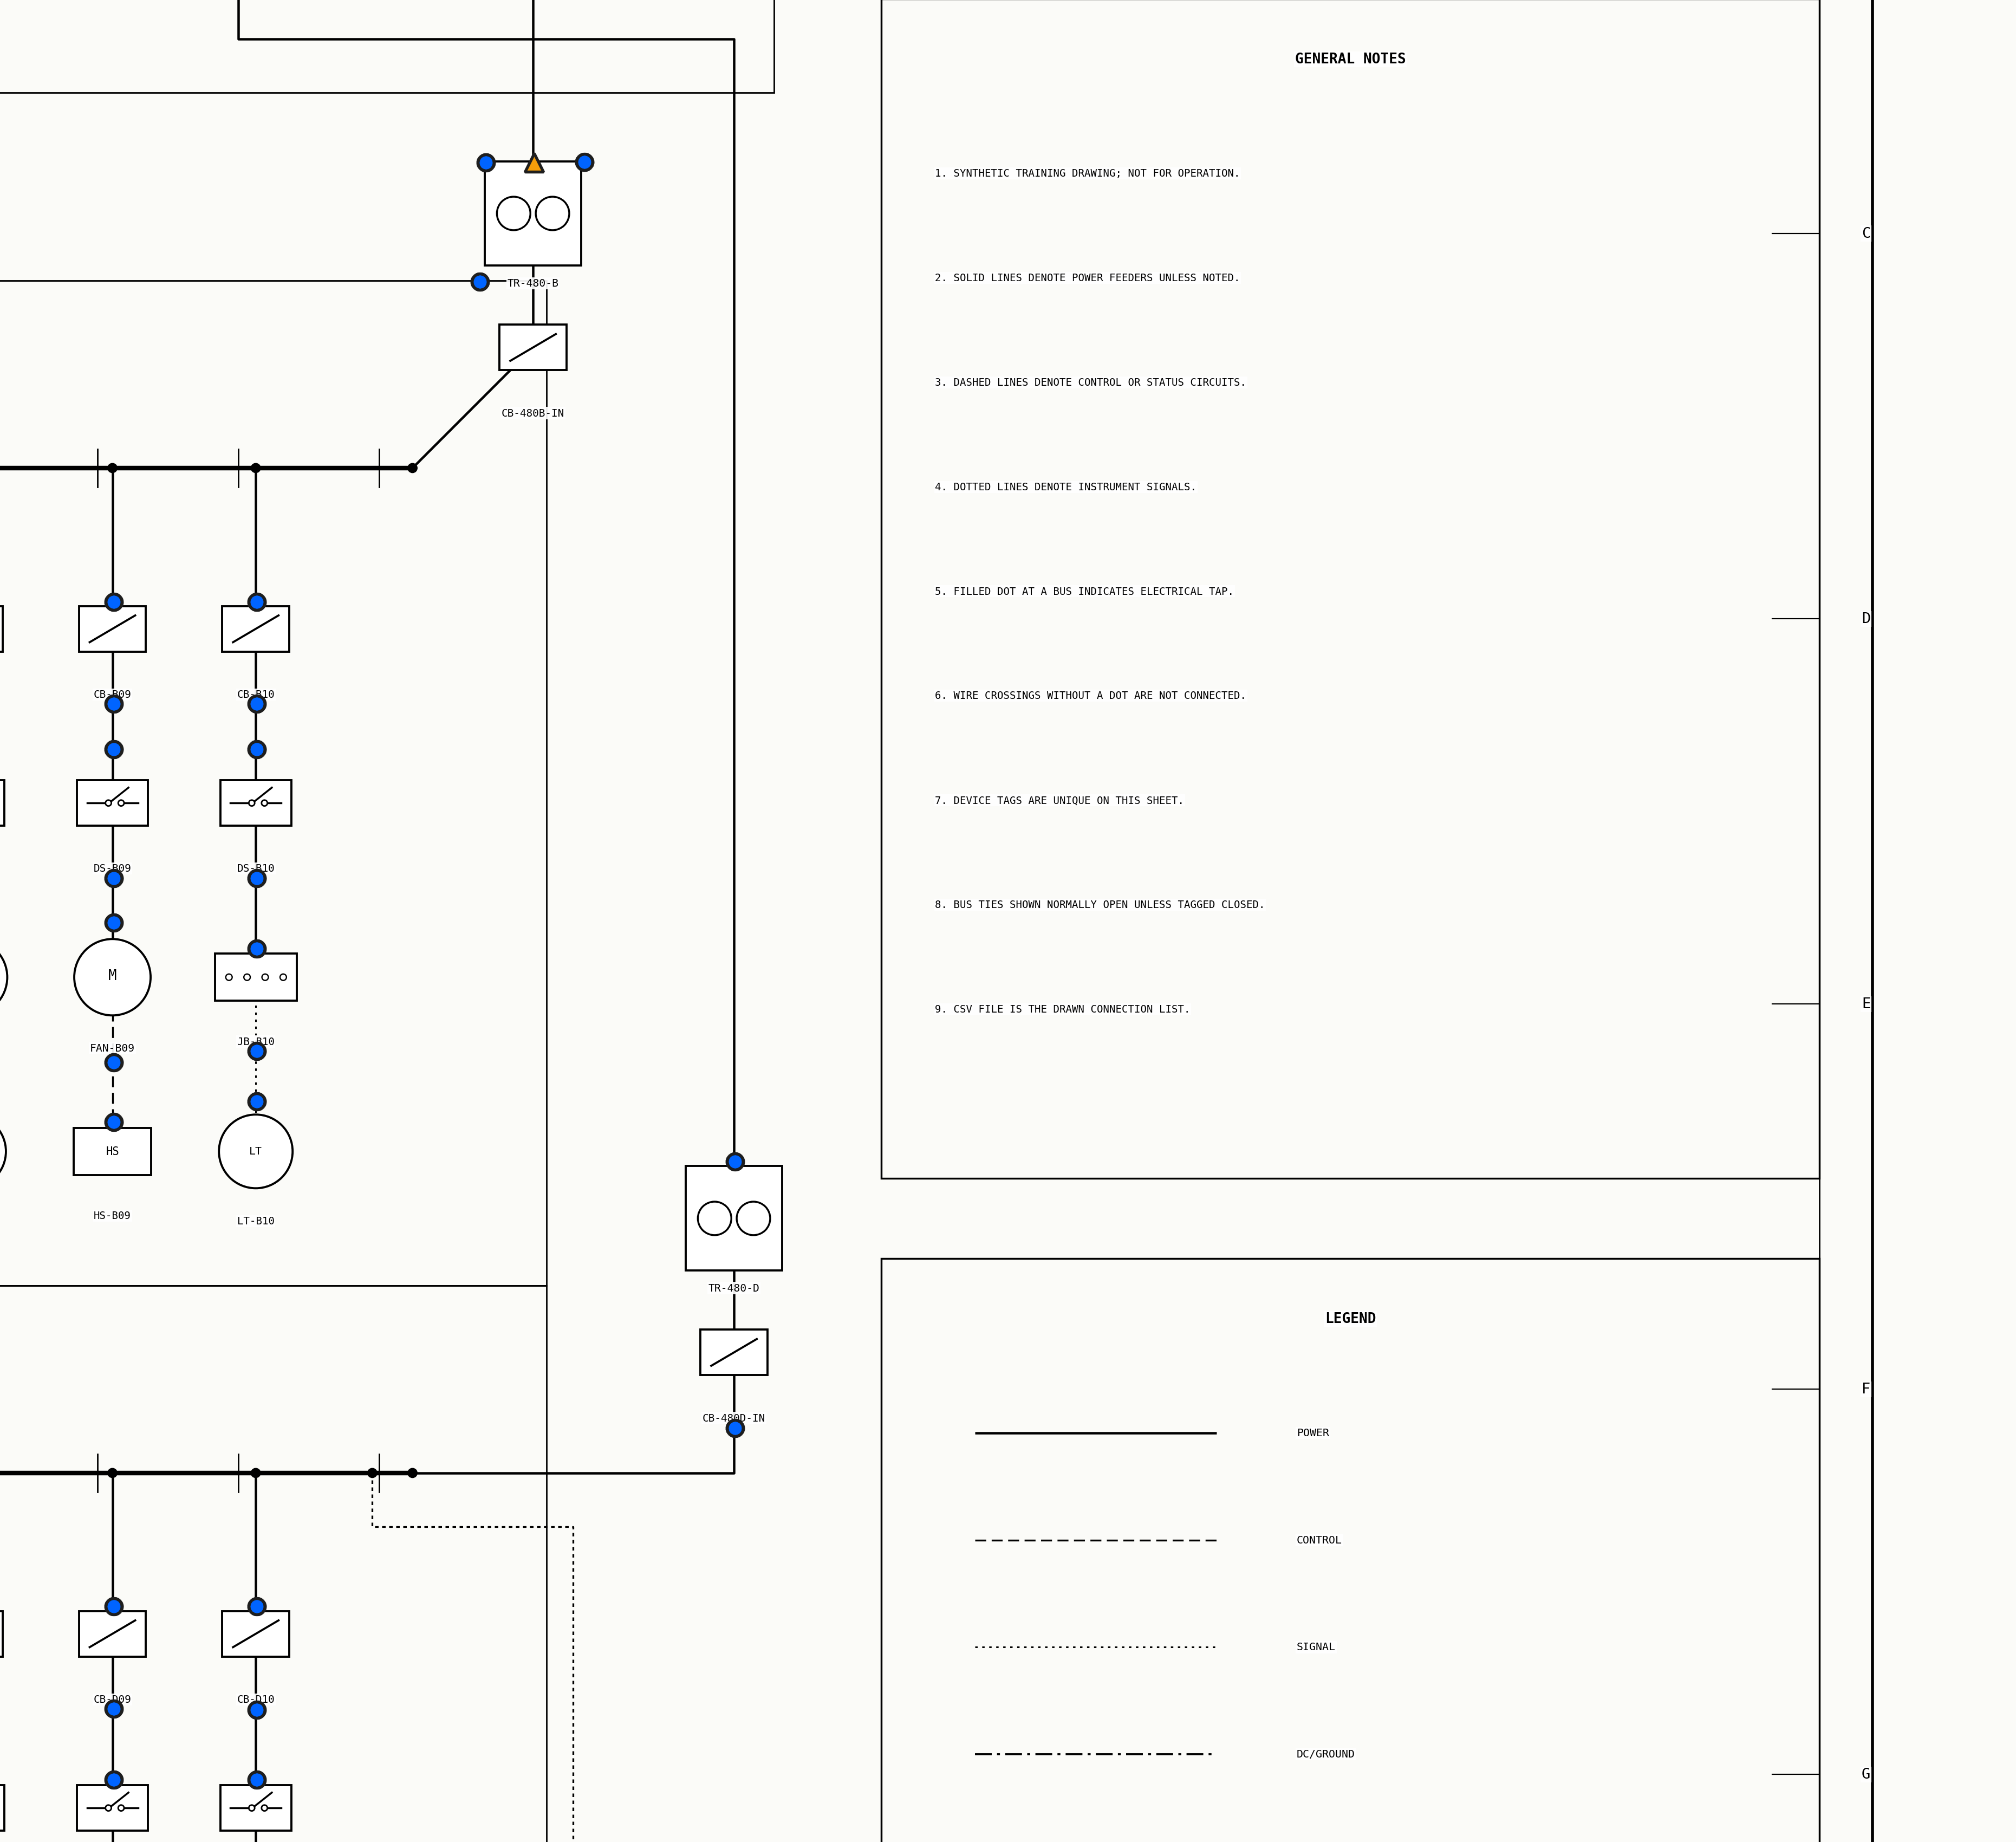 GENERAL NOTES
1. SYNTHETIC TRAINING DRAWING; NOT FOR OPERATION.
2. SOLID LINES DENOTE POWER FEEDERS UNLESS NOTED.
3. DASHED LINES DENOTE CONTROL OR STATUS CIRCUITS.
4. DOTTED LINES DENOTE INSTRUMENT SIGNALS.
5. FILLED DOT AT A BUS INDICATES ELECTRICAL TAP.
6. WIRE CROSSINGS WITHOUT A DOT ARE NOT CONNECTED.
7. DEVICE TAGS ARE UNIQUE ON THIS SHEET.
8. BUS TIES SHOWN NORMALLY OPEN UNLESS TAGGED CLOSED.
9. CSV FILE IS THE DRAWN CONNECTION LIST.
C
D
E
F
G
TR-480-B
CB-480B-IN
CB-B09
CB-B10
DS-B09
DS-B10
M
FAN-B09
JB-B10
HS
LT
HS-B09
LT-B10
TR-480-D
CB-480D-IN
CB-D09
CB-D10
LEGEND
POWER
CONTROL
SIGNAL
DC/GROUND